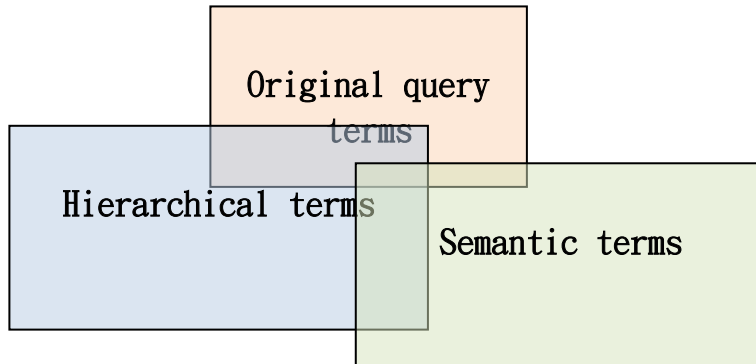 Original query
terms
Hierarchical terms
Semantic terms